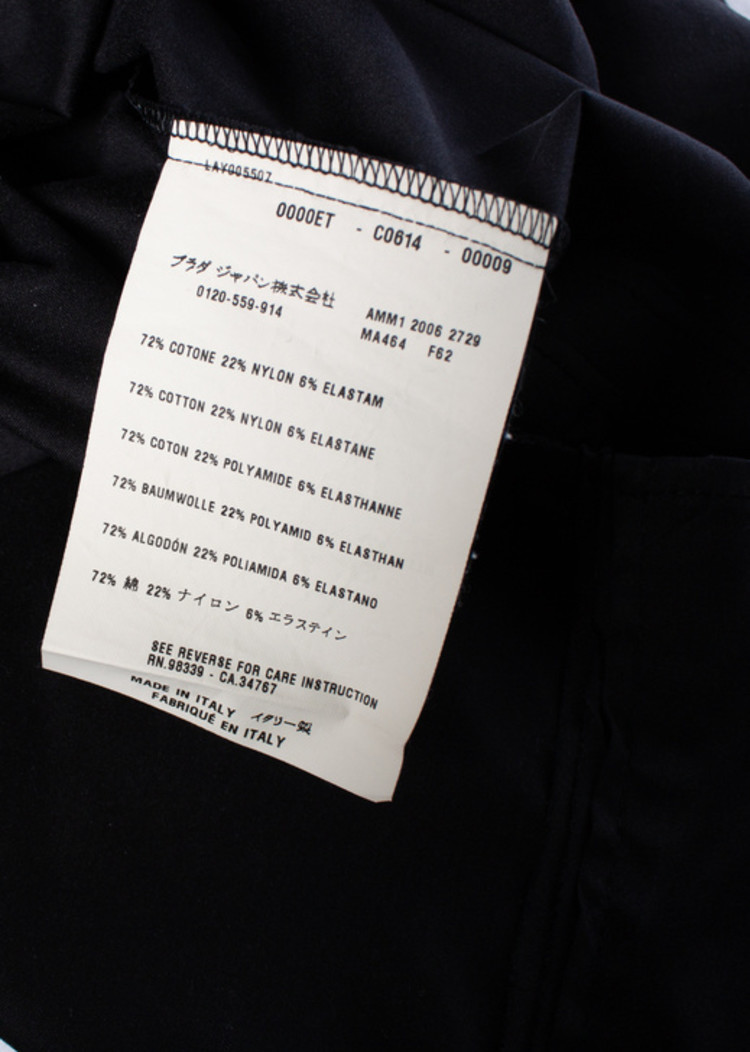 LAY005502
0000ET - C0614 - 00009
プラダ ジャパン株式会社
0120-559-914
AMM1 2006 2729
MA464 F62
72% COTONE 22% NYLON 6% ELASTAM
72% COTTON 22% NYLON 6% ELASTANE
72% COTON 22% POLYAMIDE 6% ELASTHANNE
72% BAUMWOLLE 22% POLYAMID 6% ELASTHAN
72% ALGODÓN 22% POLIAMIDA 6% ELASTANO
72% 綿 22% ナイロン 6% エラステイン
SEE REVERSE FOR CARE INSTRUCTION
RN.98339 - CA.34767
MADE IN ITALY イタリー製
FABRIQUÉ EN ITALY